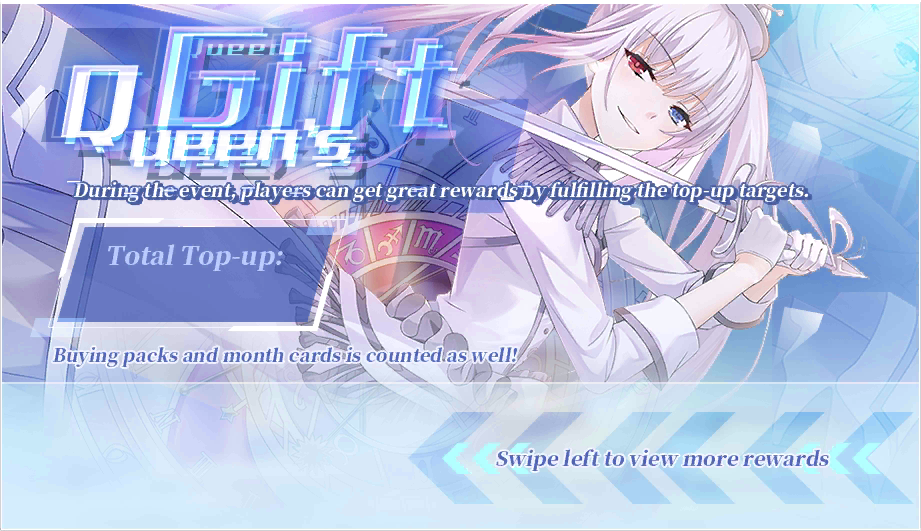 Queen's Gift
During the event, players can get great rewards by fulfilling the top-up targets.
Total Top-up:
Buying packs and month cards is counted as well!
Swipe left to view more rewards